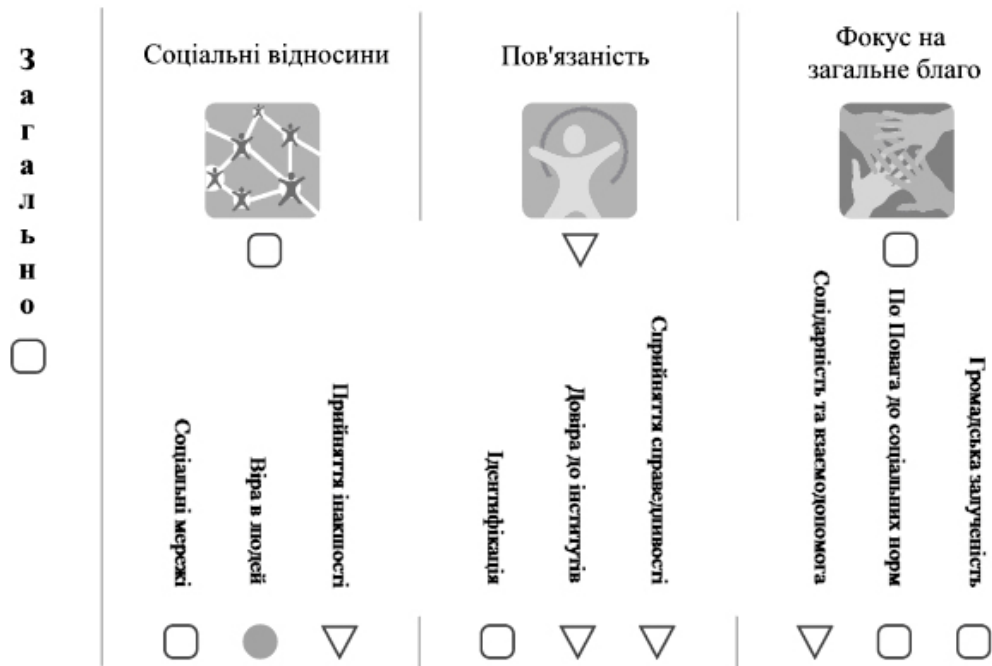 Загально
Соціальні відносини
Пов'язаність
Фокус на
загальне благо
Соціальні мережі
Віра в людей
Прийняття інакшості
Ідентифікація
Довіра до інститутів
Сприйняття справедливості
Солідарність та взаємодопомога
По Повага до соціальних норм
Громадська залученість